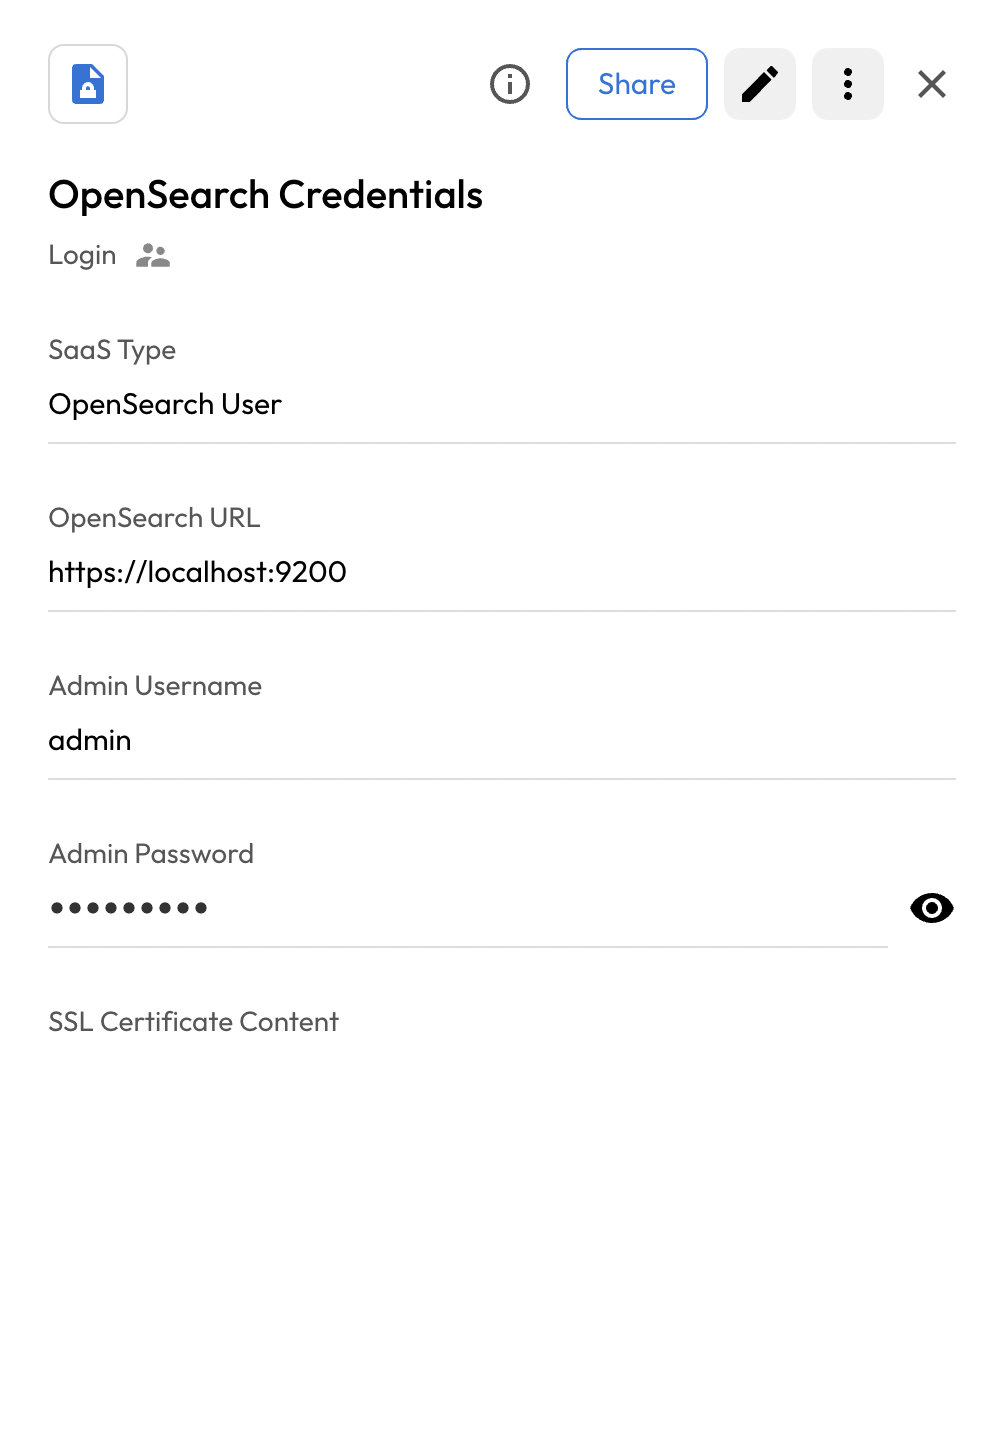 Share
OpenSearch Credentials
Login
SaaS Type
OpenSearch User
OpenSearch URL
https://localhost:9200
Admin Username
admin
Admin Password
•••••••••
SSL Certificate Content